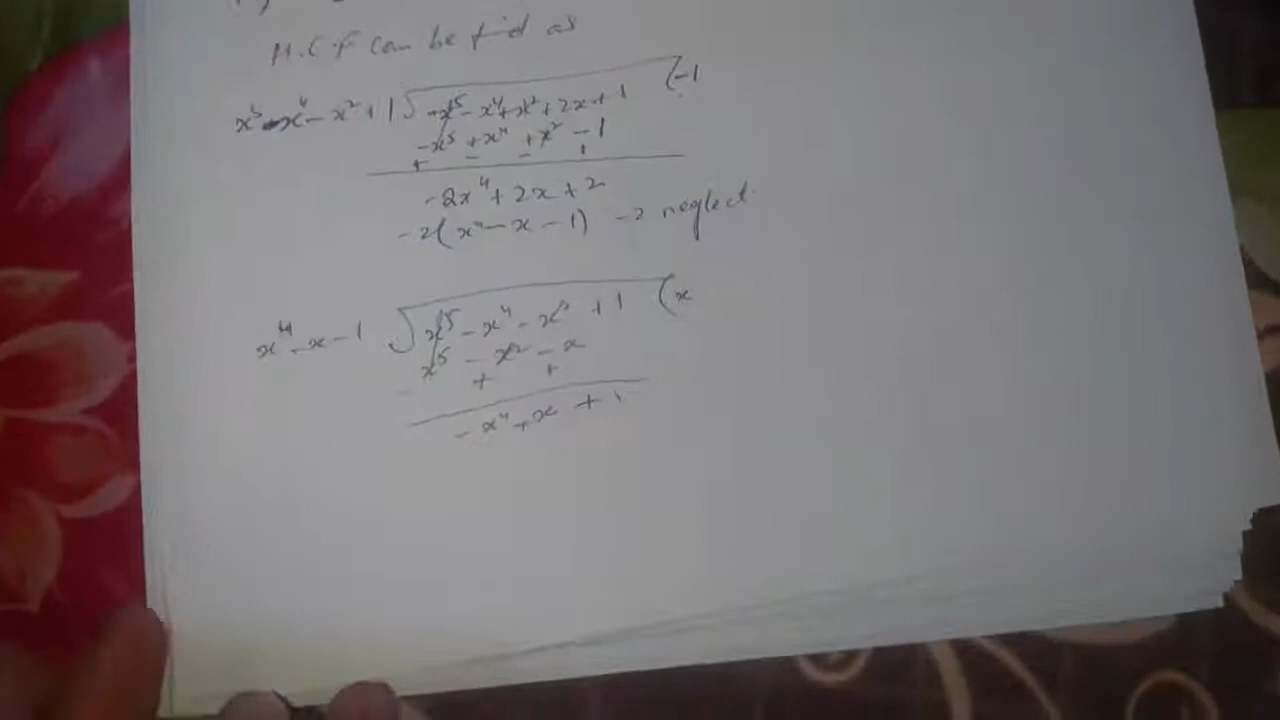 H.C.F can be find as
x⁵ - x⁴ - x² + 1 √ -x⁵ - x⁴ + x² + 2x + 1 (-1
-x⁵ + x⁴ + x² - 1
+ - - +
-2x⁴ + 2x + 2
-2(x⁴ - x - 1) -2 neglect
x⁴ - x - 1 √ x⁵ - x⁴ - x² + 1 (x
x⁵ - x² - x
- + +
- x⁴ + x + 1